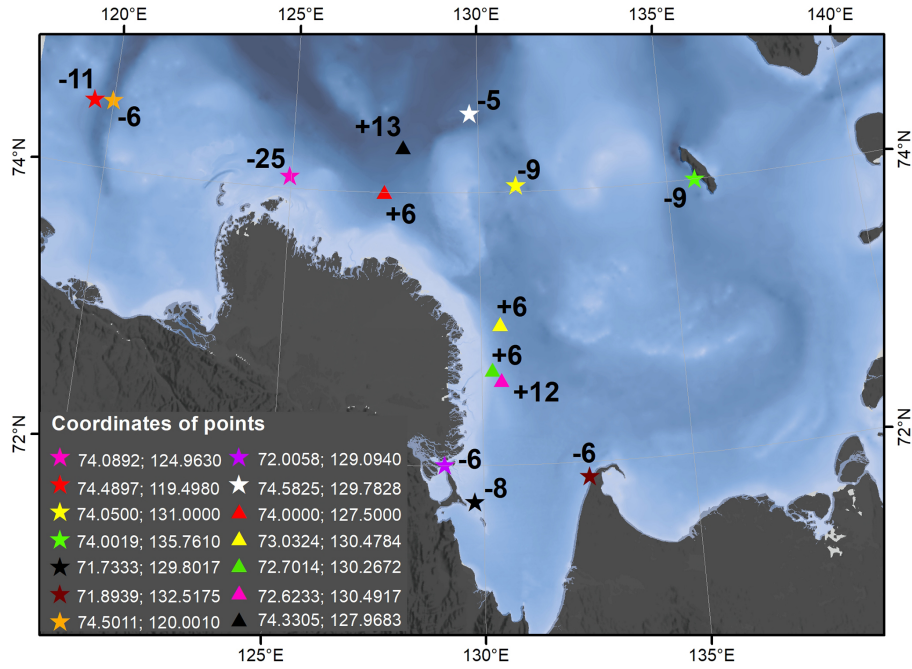 120°E 125°E 130°E 135°E 140°E
-11
-6
-5
+13
-25
-9
74°N 74°N
-9
+6
+6
+6
+12
72°N 72°N
Coordinates of points
-6
-6
-8
74.0892; 124.9630 72.0058; 129.0940
74.4897; 119.4980 74.5825; 129.7828
74.0500; 131.0000 74.0000; 127.5000
74.0019; 135.7610 73.0324; 130.4784
71.7333; 129.8017 72.7014; 130.2672
71.8939; 132.5175 72.6233; 130.4917
74.5011; 120.0010 74.3305; 127.9683
125°E 130°E 135°E